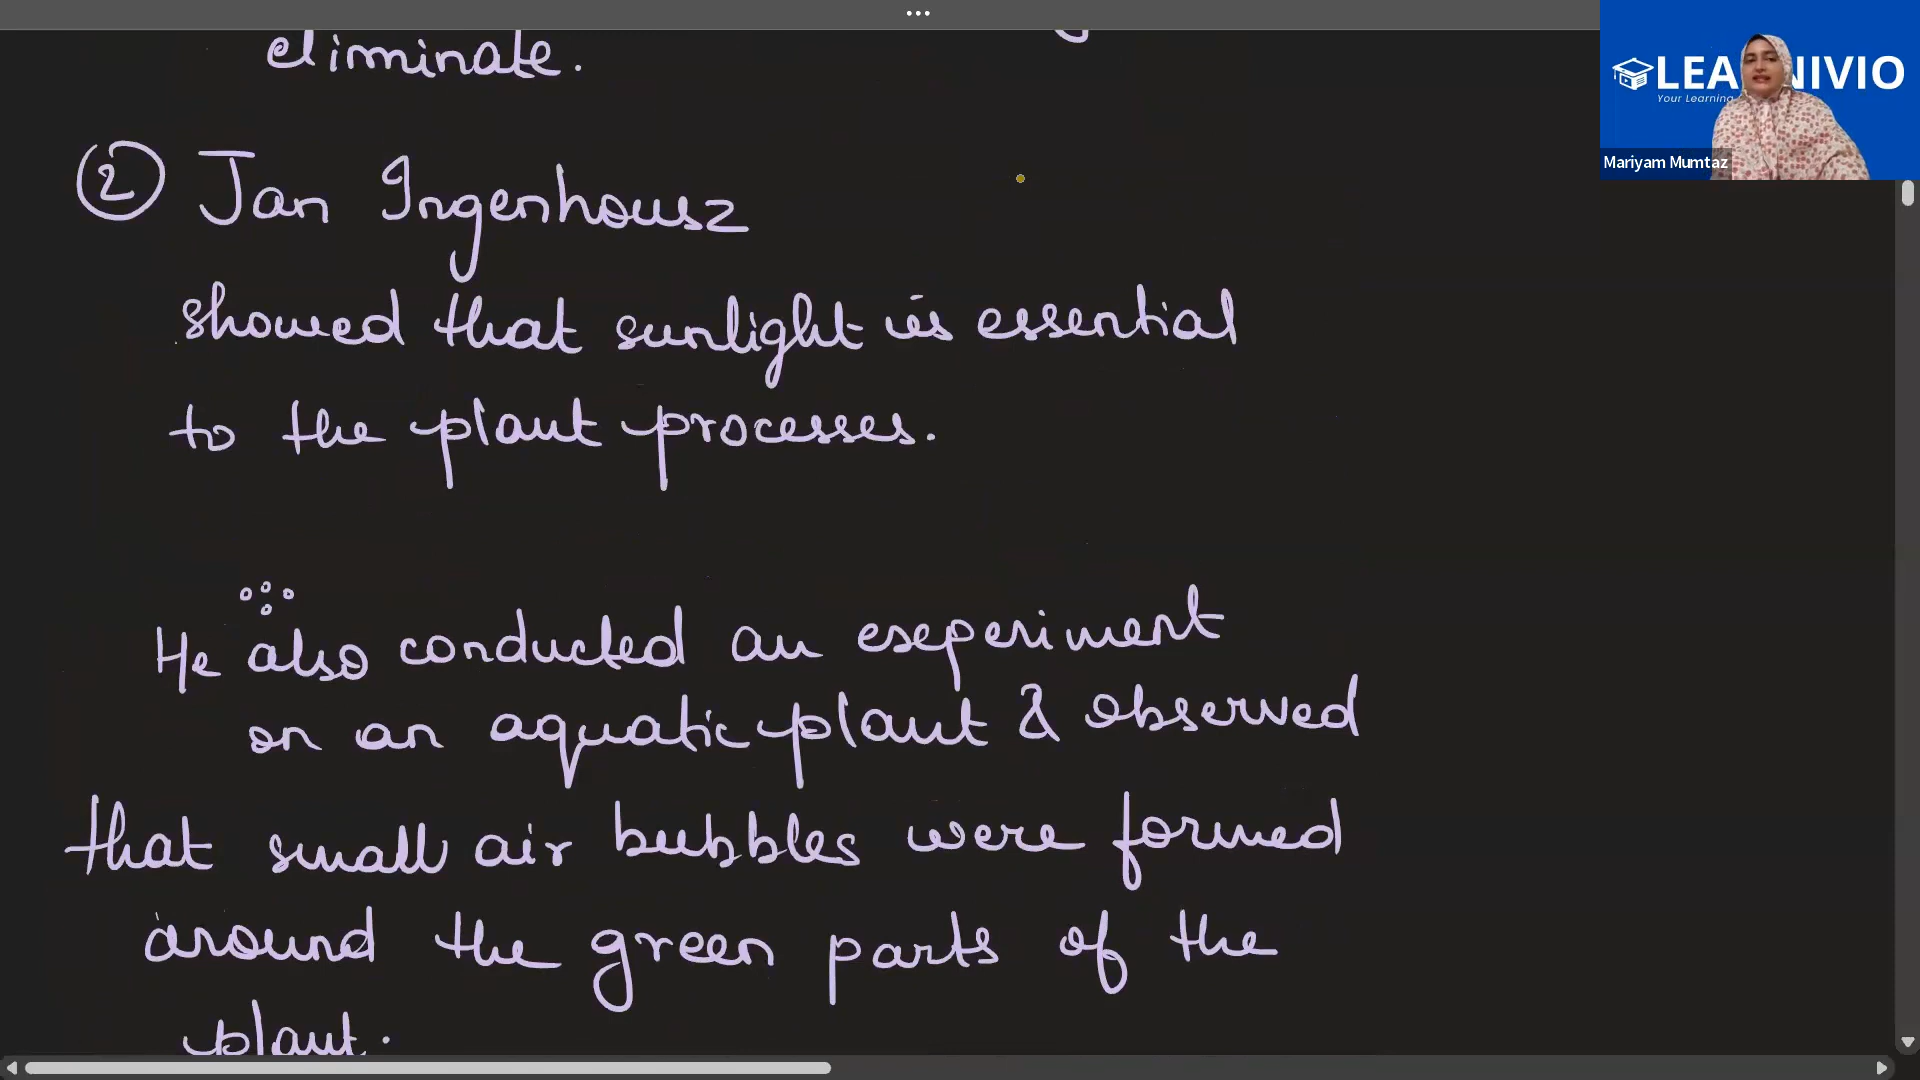 eliminate.
LEA NIVIO
Your Learning
Mariyam Mumtaz
② Jan Ingenhousz
showed that sunlight is essential
to the plant processes.
He also conducted an experiment
on an aquatic plant & observed
that small air bubbles were formed
around the green parts of the
plant.